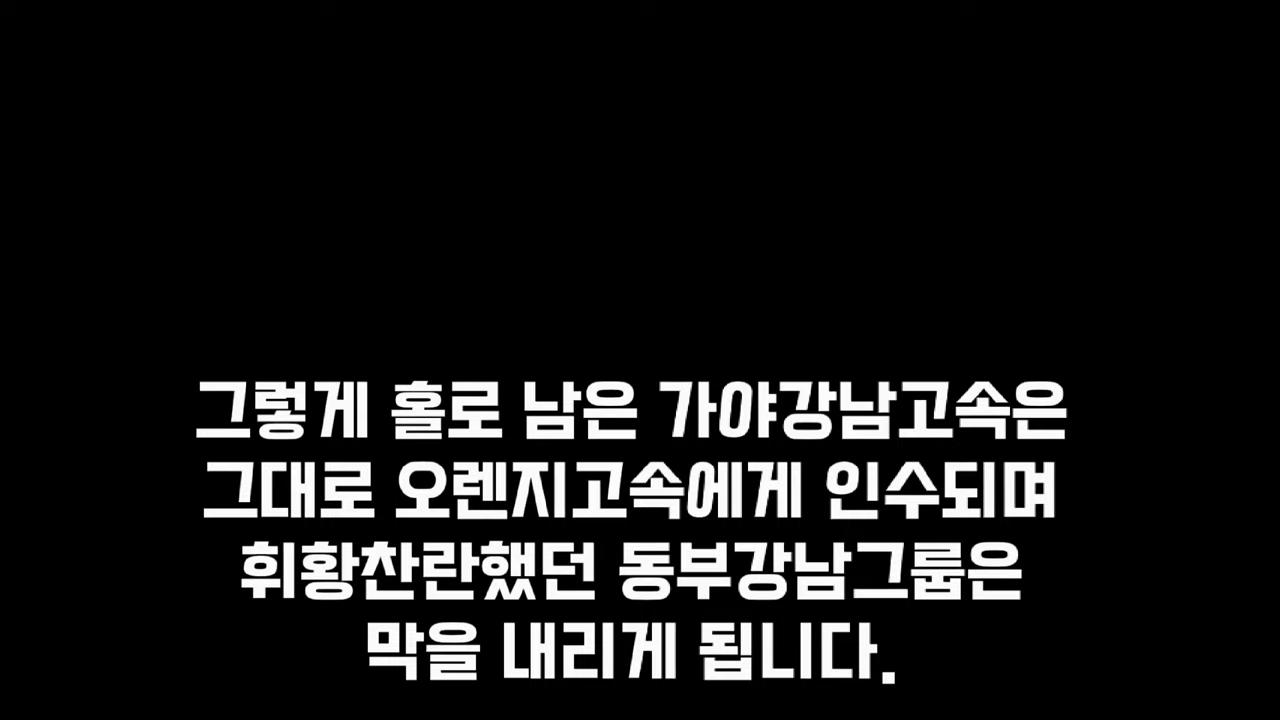 그렇게 홀로 남은 가야강남고속은
그대로 오렌지고속에게 인수되며
휘황찬란했던 동부강남그룹은
막을 내리게 됩니다.